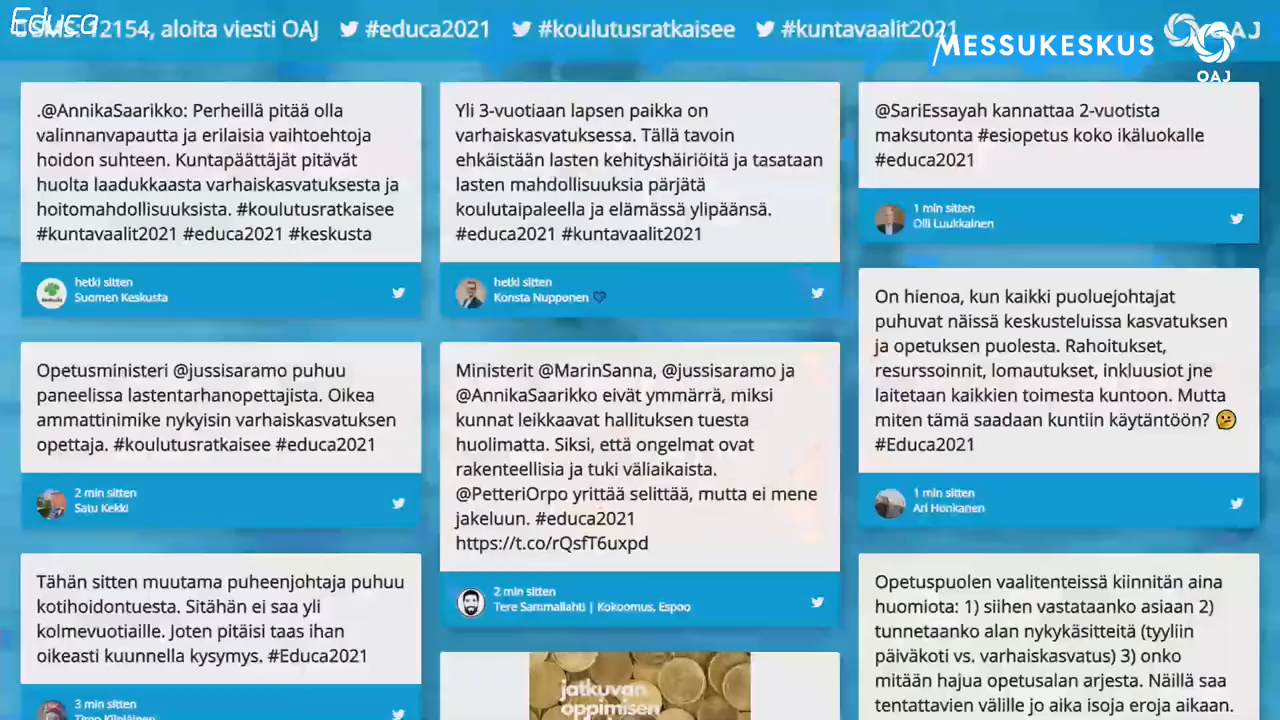 Educa
SMS: 12154, aloita viesti OAJ #educa2021 #koulutusratkaisee #kuntavaalit2021
MESSUKESKUS
OAJ
OAJ
.@AnnikaSaarikko: Perheillä pitää olla
valinnanvapautta ja erilaisia vaihtoehtoja
hoidon suhteen. Kuntapäättäjät pitävät
huolta laadukkaasta varhaiskasvatuksesta ja
hoitomahdollisuuksista. #koulutusratkaisee
#kuntavaalit2021 #educa2021 #keskusta
hetki sitten
Suomen Keskusta
Opetusministeri @jussisaramo puhuu
paneelissa lastentarhanopettajista. Oikea
ammattinimike nykyisin varhaiskasvatuksen
opettaja. #koulutusratkaisee #educa2021
2 min sitten
Satu Kekki
Tähän sitten muutama puheenjohtaja puhuu
kotihoidontuesta. Sitähän ei saa yli
kolmevuotiaille. Joten pitäisi taas ihan
oikeasti kuunnella kysymys. #Educa2021
3 min sitten
Yli 3-vuotiaan lapsen paikka on
varhaiskasvatuksessa. Tällä tavoin
ehkäistään lasten kehityshäiriöitä ja tasataan
lasten mahdollisuuksia pärjätä
koulutaipaleella ja elämässä ylipäänsä.
#educa2021 #kuntavaalit2021
hetki sitten
Konsta Nupponen
Ministerit @MarinSanna, @jussisaramo ja
@AnnikaSaarikko eivät ymmärrä, miksi
kunnat leikkaavat hallituksen tuesta
huolimatta. Siksi, että ongelmat ovat
rakenteellisia ja tuki väliaikaista.
@PetteriOrpo yrittää selittää, mutta ei mene
jakeluun. #educa2021
https://t.co/rQsfT6uxpd
2 min sitten
Tere Sammallahti | Kokoomus, Espoo
jatkuvan
oppimisen
@SariEssayah kannattaa 2-vuotista
maksutonta #esiopetus koko ikäluokalle
#educa2021
1 min sitten
Olli Luukkainen
On hienoa, kun kaikki puoluejohtajat
puhuvat näissä keskusteluissa kasvatuksen
ja opetuksen puolesta. Rahoitukset,
resurssoinnit, lomautukset, inkluusiot jne
laitetaan kaikkien toimesta kuntoon. Mutta
miten tämä saadaan kuntiin käytäntöön? 🤔
#Educa2021
1 min sitten
Ari Honkanen
Opetuspuolen vaalitenteissä kiinnitän aina
huomiota: 1) siihen vastataanko asiaan 2)
tunnetaanko alan nykykäsitteitä (tyyliin
päiväkoti vs. varhaiskasvatus) 3) onko
mitään hajua opetusalan arjesta. Näillä saa
tentattavien välille jo aika isoja eroja aikaan.